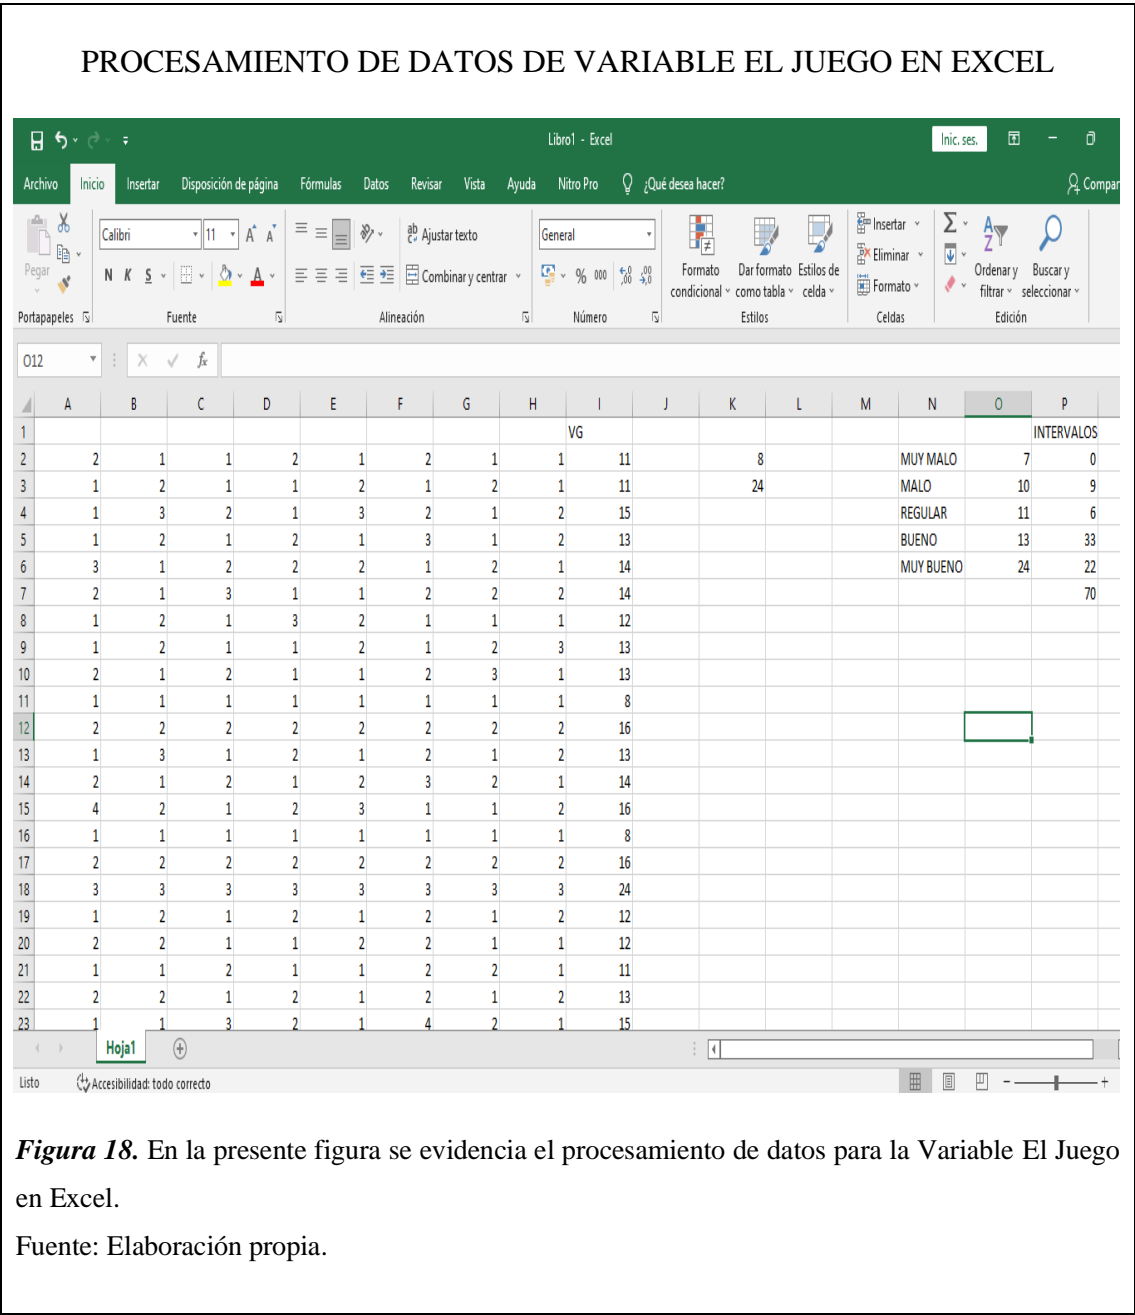 PROCESAMIENTO DE DATOS DE VARIABLE EL JUEGO EN EXCEL
Libro1 - Excel
Inic. ses.
Archivo Inicio Insertar Disposición de página Fórmulas Datos Revisar Vista Ayuda Nitro Pro ¿Qué desea hacer? Compar
Pegar
Calibri 11
N K S
Ajustar texto
Combinar y centrar
General
% 000
Formato condicional
Dar formato como tabla
Estilos de celda
Insertar
Eliminar
Formato
Ordenar y filtrar
Buscar y seleccionar
Portapapeles Fuente Alineación Número Estilos Celdas Edición
O12 fx
A B C D E F G H I J K L M N O P
1 VG INTERVALOS
2 2 1 1 2 1 2 1 1 11 8 MUY MALO 7 0
3 1 2 1 1 2 1 2 1 11 24 MALO 10 9
4 1 3 2 1 3 2 1 2 15 REGULAR 11 6
5 1 2 1 2 1 3 1 2 13 BUENO 13 33
6 3 1 2 2 2 1 2 1 14 MUY BUENO 24 22
7 2 1 3 1 1 2 2 2 14 70
8 1 2 1 3 2 1 1 1 12
9 1 2 1 1 2 1 2 3 13
10 2 1 2 1 1 2 3 1 13
11 1 1 1 1 1 1 1 1 8
12 2 2 2 2 2 2 2 2 16
13 1 3 1 2 1 2 1 2 13
14 2 1 2 1 2 3 2 1 14
15 4 2 1 2 3 1 1 2 16
16 1 1 1 1 1 1 1 1 8
17 2 2 2 2 2 2 2 2 16
18 3 3 3 3 3 3 3 3 24
19 1 2 1 2 1 2 1 2 12
20 2 2 1 1 2 2 1 1 12
21 1 1 2 1 1 2 2 1 11
22 2 2 1 2 1 2 1 2 13
23 1 1 3 2 1 4 2 1 15
Hoja1
Listo Accesibilidad: todo correcto
Figura 18. En la presente figura se evidencia el procesamiento de datos para la Variable El Juego
en Excel.
Fuente: Elaboración propia.